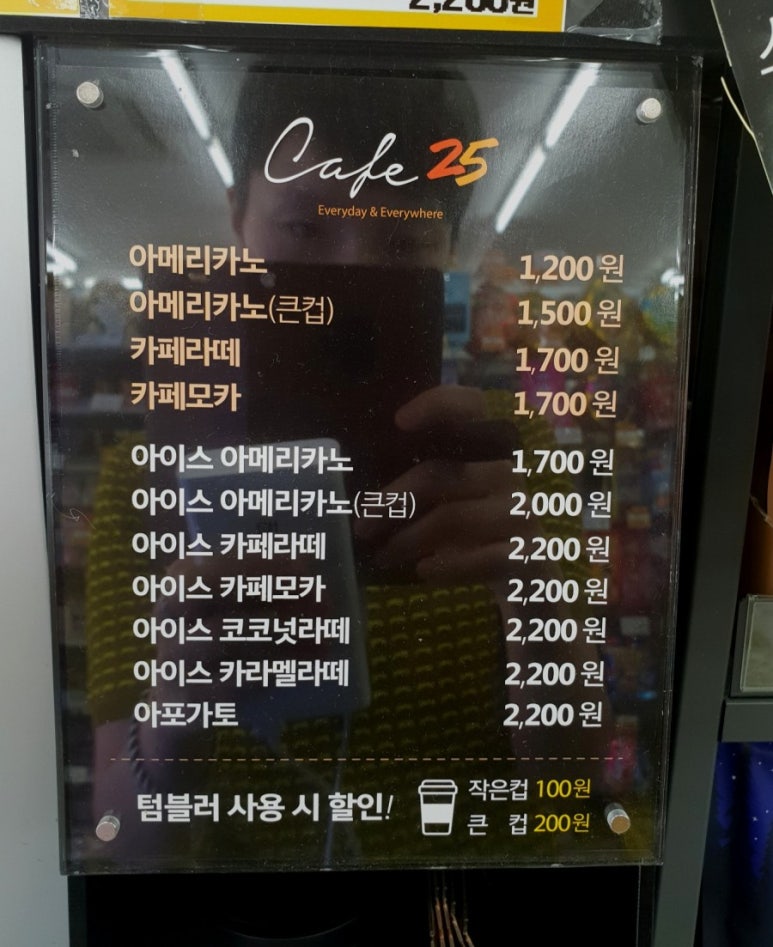 2,200원
Cafe 25
Everyday & Everywhere
아메리카노 1,200 원
아메리카노(큰컵) 1,500 원
카페라떼 1,700 원
카페모카 1,700 원
아이스 아메리카노 1,700 원
아이스 아메리카노(큰컵) 2,000 원
아이스 카페라떼 2,200 원
아이스 카페모카 2,200 원
아이스 코코넛라떼 2,200 원
아이스 카라멜라떼 2,200 원
아포가토 2,200 원
텀블러 사용 시 할인!
작은컵 100원
큰 컵 200원